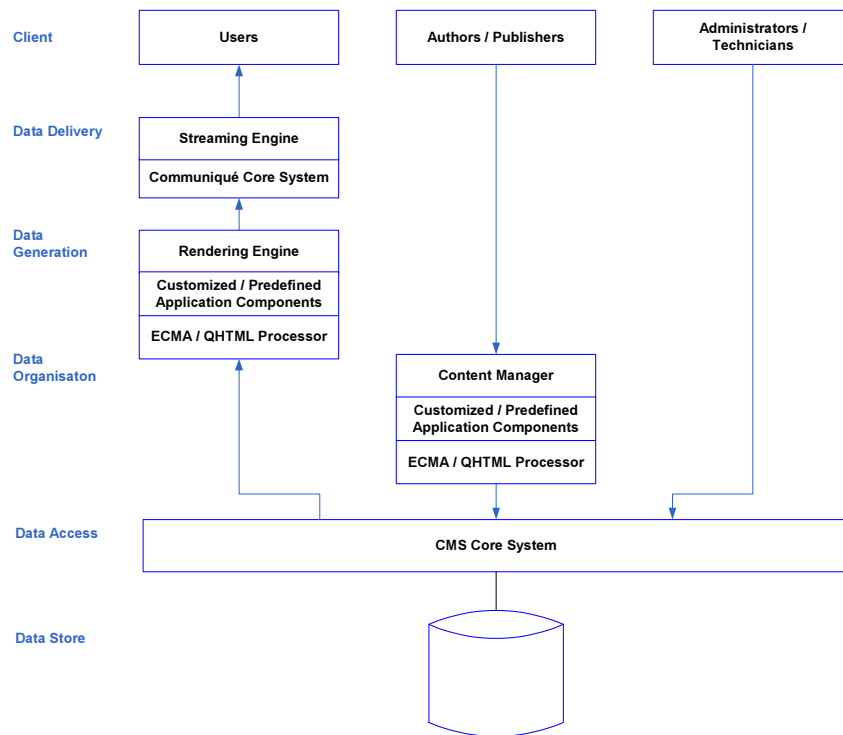 Client
Users
Authors / Publishers
Administrators /
Technicians
Data Delivery
Streaming Engine
Communiqué Core System
Data
Generation
Rendering Engine
Customized / Predefined
Application Components
ECMA / QHTML Processor
Data
Organisaton
Content Manager
Customized / Predefined
Application Components
ECMA / QHTML Processor
Data Access
CMS Core System
Data Store